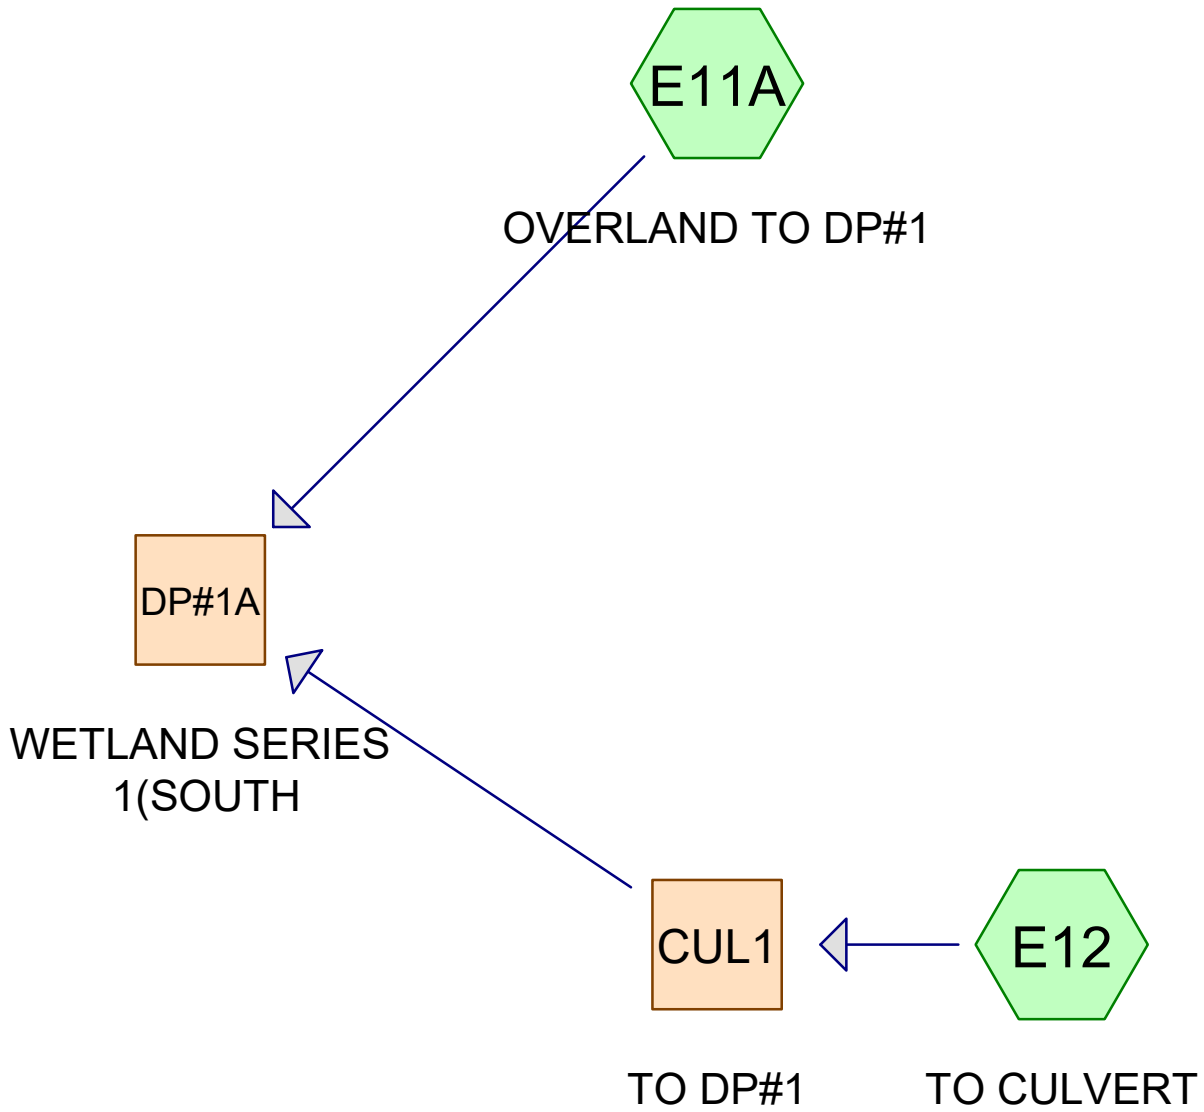 E11A
OVERLAND TO DP#1
DP#1A
WETLAND SERIES
1(SOUTH
CUL1
E12
TO DP#1
TO CULVERT